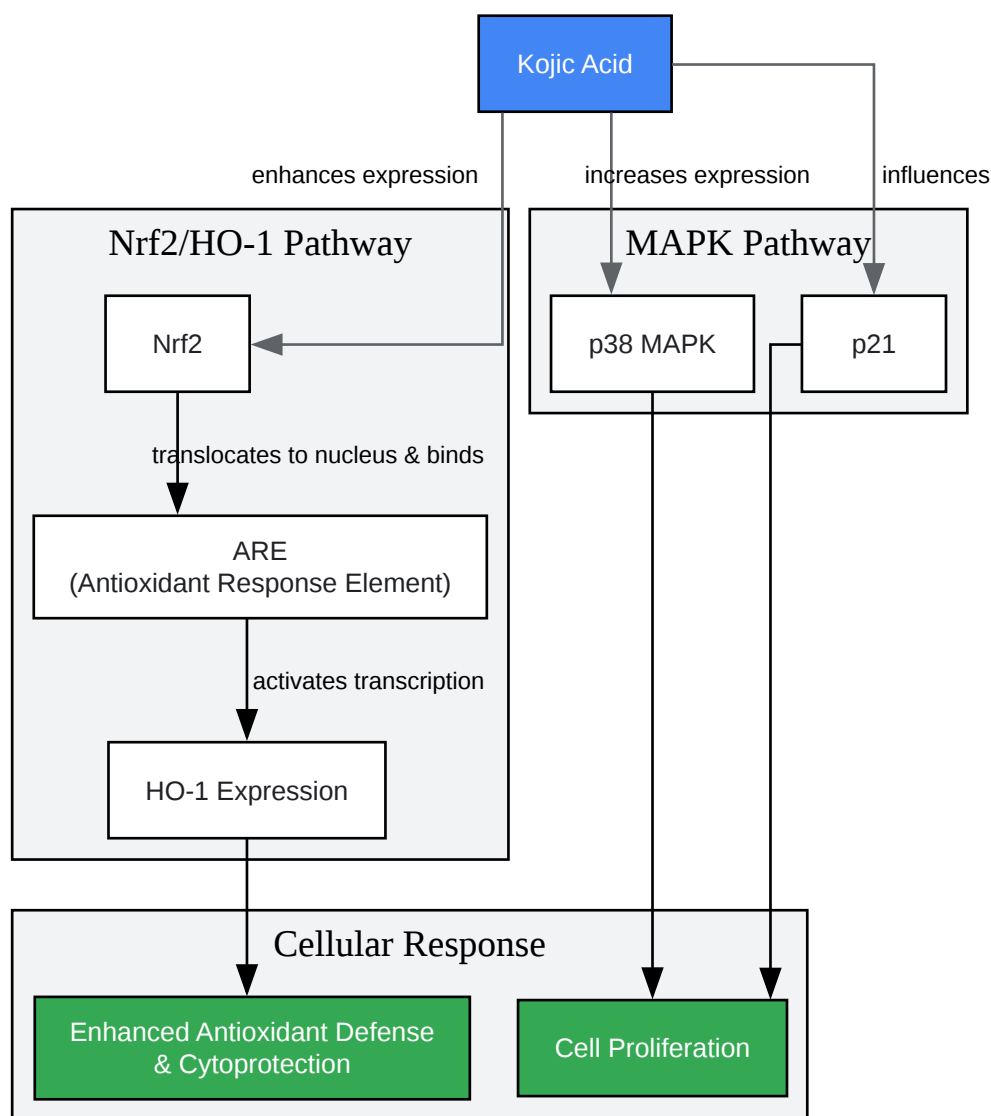 Kojic Acid
enhances expression
increases expression
influences
Nrf2/HO-1 Pathway
MAPK Pathway
Nrf2
p38 MAPK
p21
translocates to nucleus & binds
ARE
(Antioxidant Response Element)
activates transcription
HO-1 Expression
Cellular Response
Enhanced Antioxidant Defense
& Cytoprotection
Cell Proliferation